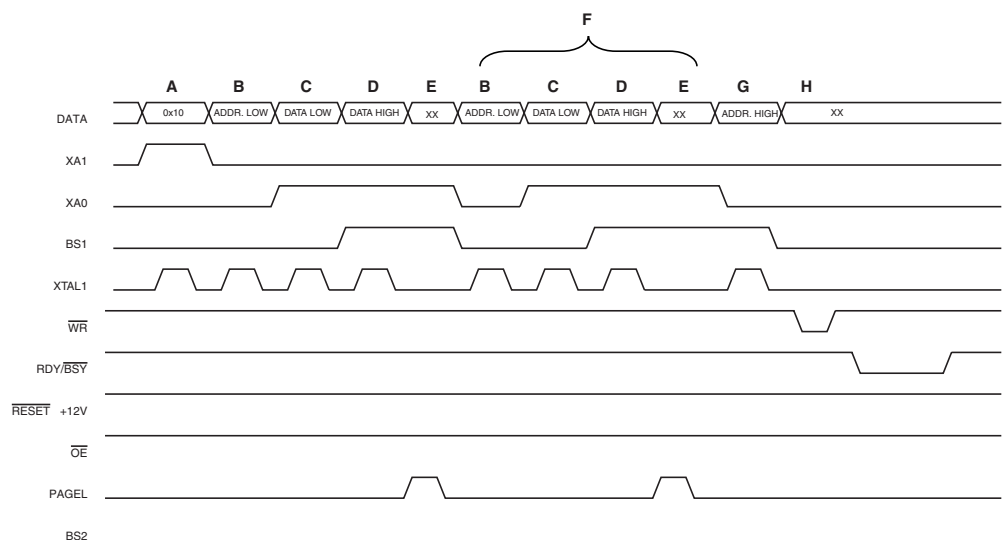 F
A B C D E B C D E G H
DATA 0x10 ADDR. LOW DATA LOW DATA HIGH XX ADDR. LOW DATA LOW DATA HIGH XX ADDR. HIGH XX
XA1
XA0
BS1
XTAL1
WR
RDY/BSY
RESET +12V
OE
PAGEL
BS2